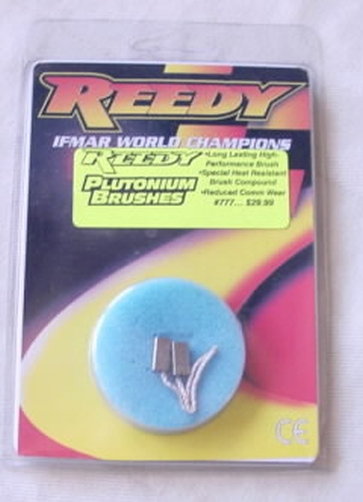 REEDY
IFMAR WORLD CHAMPIONS
REEDY
PLUTONIUM
BRUSHES
•Long Lasting High-
Performance Brush
•Special Heat Resistant
Brush Compound
•Reduced Comm Wear
#777... $29.99
CE